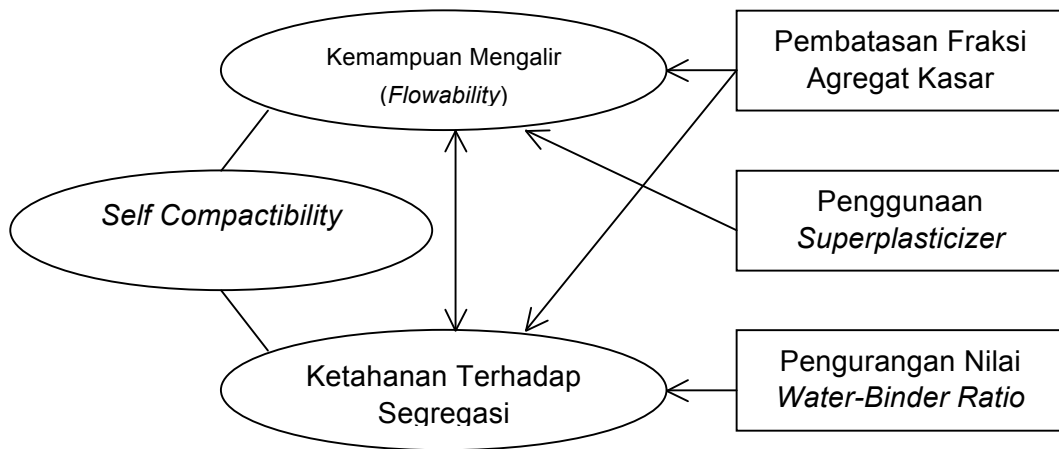 Kemampuan Mengalir
(Flowability)
Pembatasan Fraksi
Agregat Kasar
Self Compactibility
Penggunaan
Superplasticizer
Ketahanan Terhadap
Segregasi
Pengurangan Nilai
Water-Binder Ratio